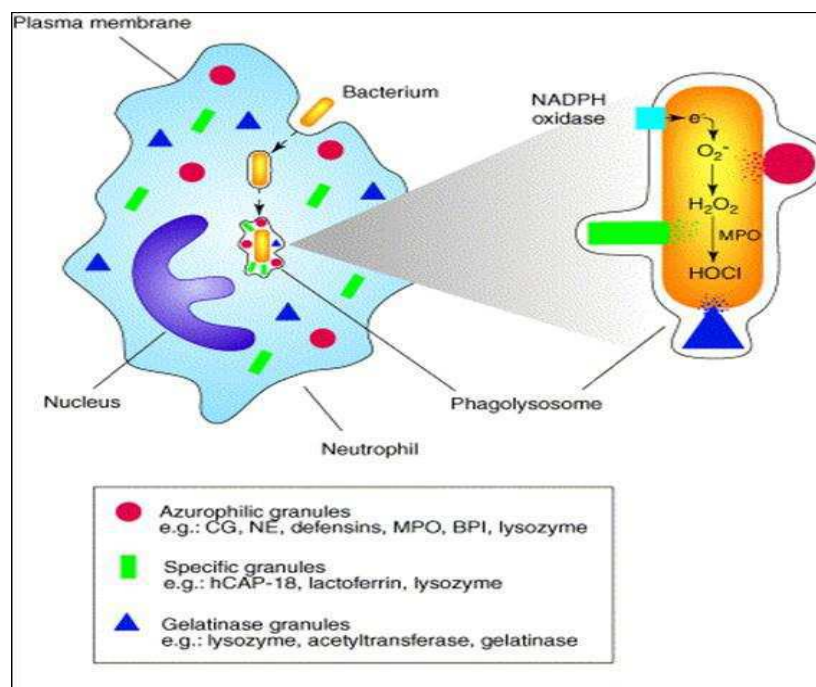 Plasma membrane
Bacterium
NADPH
oxidase
e⁻
O₂⁻
H₂O₂
MPO
HOCl
Nucleus
Phagolysosome
Neutrophil
Azurophilic granules
e.g.: CG, NE, defensins, MPO, BPI, lysozyme
Specific granules
e.g.: hCAP-18, lactoferrin, lysozyme
Gelatinase granules
e.g.: lysozyme, acetyltransferase, gelatinase